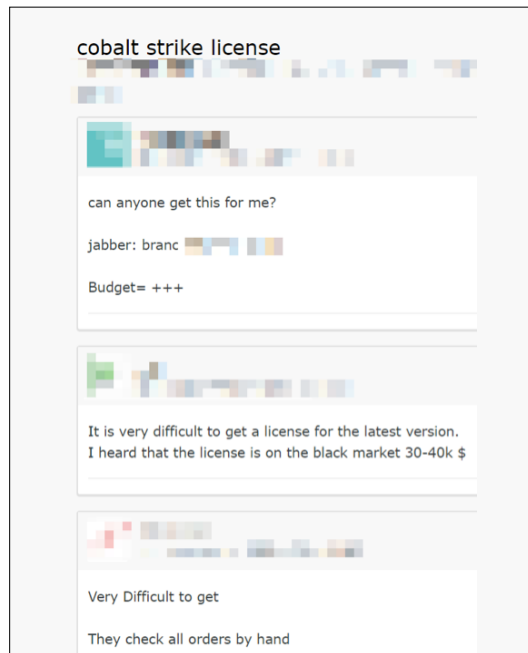 cobalt strike license
can anyone get this for me?
jabber: branc
Budget= +++
It is very difficult to get a license for the latest version.
I heard that the license is on the black market 30-40k $
Very Difficult to get
They check all orders by hand